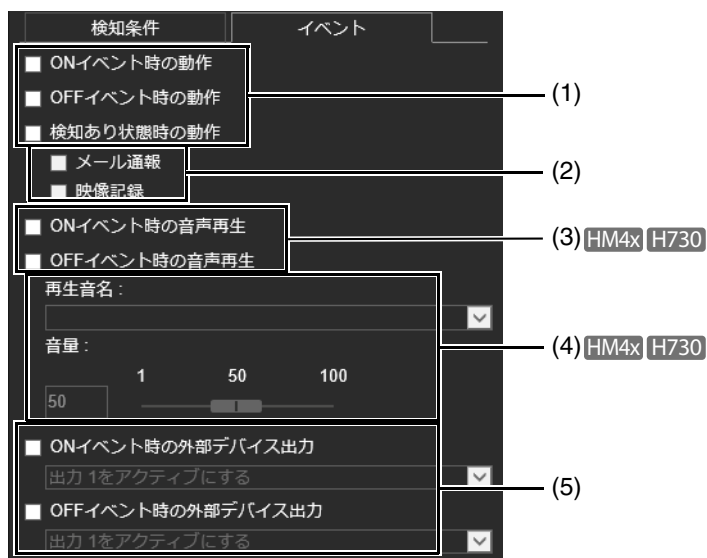 検知条件 イベント
ONイベント時の動作
OFFイベント時の動作
(1)
検知あり状態時の動作
メール通報
(2)
映像記録
ONイベント時の音声再生
(3) HM4x H730
OFFイベント時の音声再生
再生音名 :
音量 :
(4) HM4x H730
1 50 100
50
ONイベント時の外部デバイス出力
出力 1をアクティブにする
(5)
OFFイベント時の外部デバイス出力
出力 1をアクティブにする